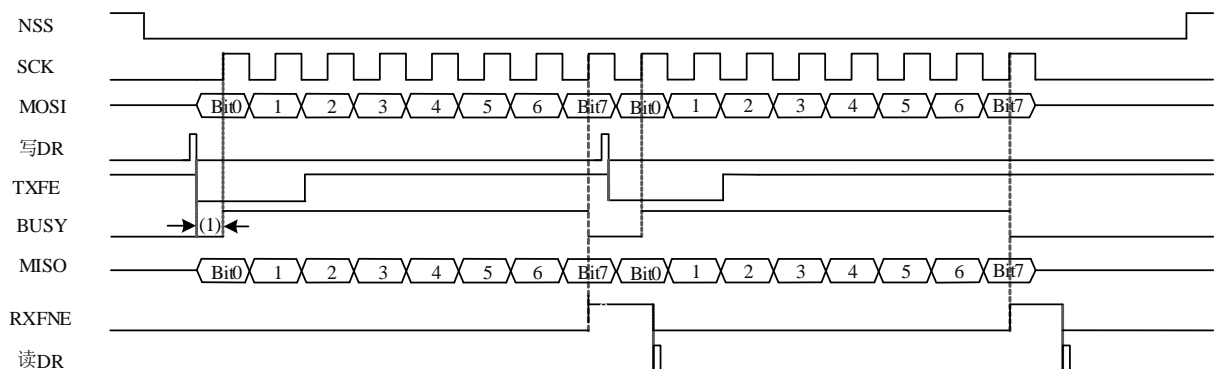 NSS
SCK
MOSI Bit0 1 2 3 4 5 6 Bit7 Bit0 1 2 3 4 5 6 Bit7
写DR
TXFE
BUSY (1)
MISO Bit0 1 2 3 4 5 6 Bit7 Bit0 1 2 3 4 5 6 Bit7
RXFNE
读DR